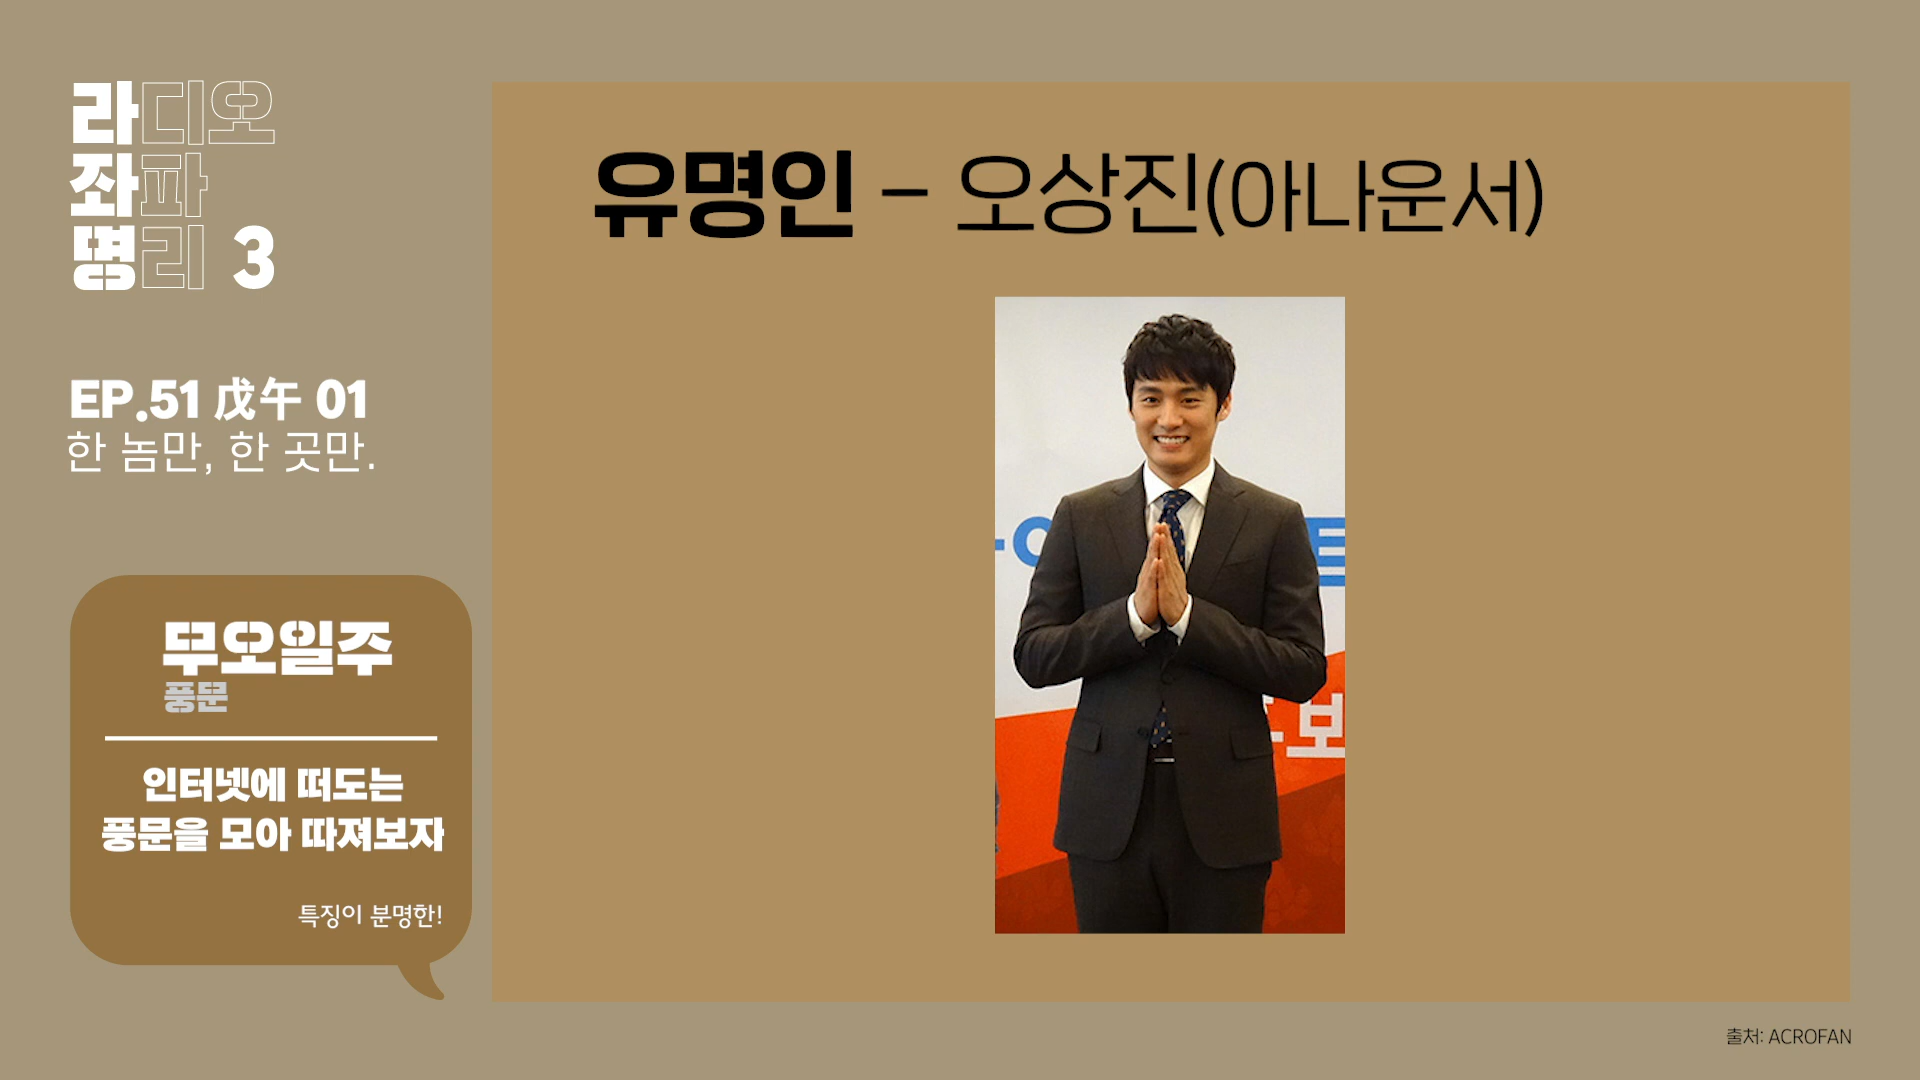 라디오
좌파
명리 3
EP.51 戊午 01
한 놈만, 한 곳만.
무오일주
풍문
인터넷에 떠도는
풍문을 모아 따져보자
특징이 분명한!
유명인 – 오상진(아나운서)
트
보
출처: ACROFAN